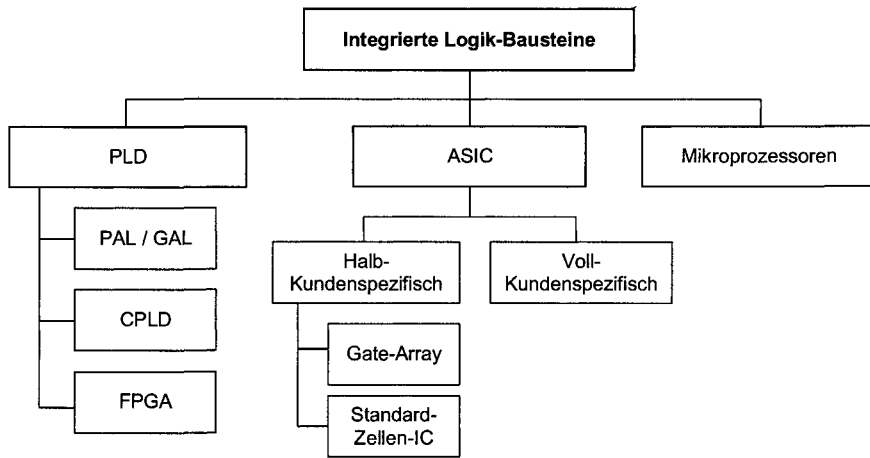 Integrierte Logik-Bausteine
PLD
ASIC
Mikroprozessoren
PAL / GAL
CPLD
FPGA
Halb-
Kundenspezifisch
Voll-
Kundenspezifisch
Gate-Array
Standard-
Zellen-IC